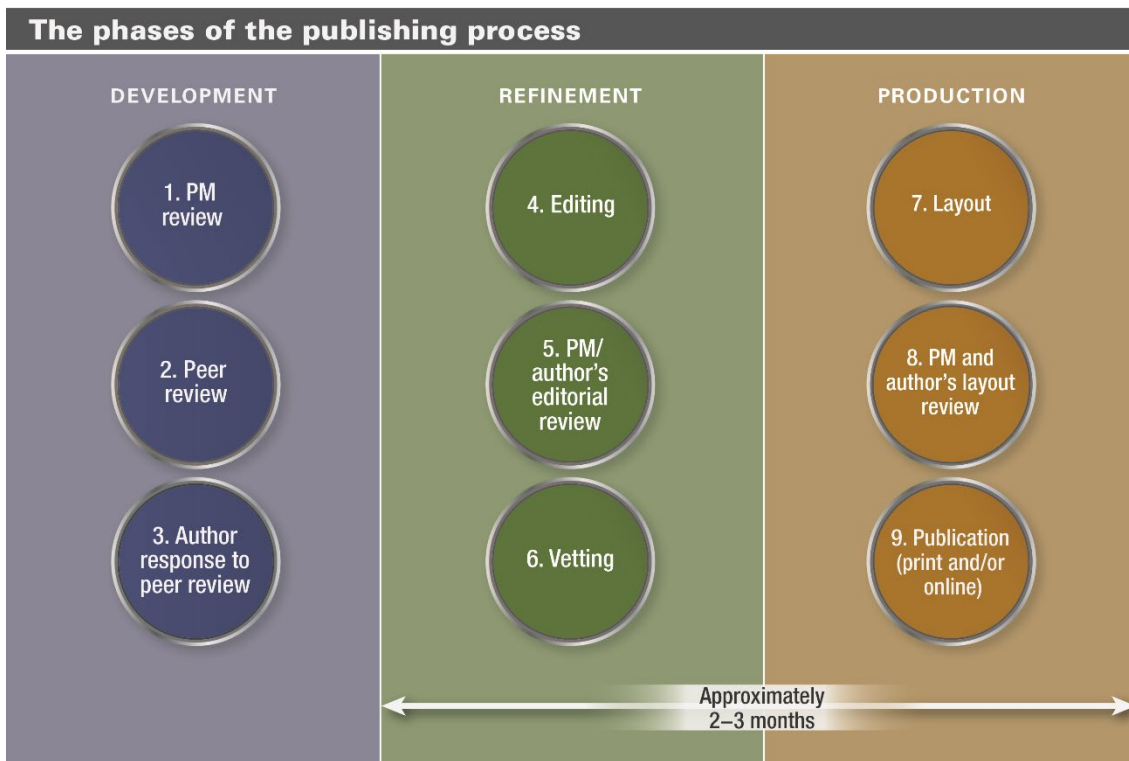 The phases of the publishing process
DEVELOPMENT
1. PM
review
2. Peer
review
3. Author
response to
peer review
REFINEMENT
4. Editing
5. PM/
author’s
editorial
review
6. Vetting
PRODUCTION
7. Layout
8. PM and
author’s layout
review
9. Publication
(print and/or
online)
Approximately
2–3 months